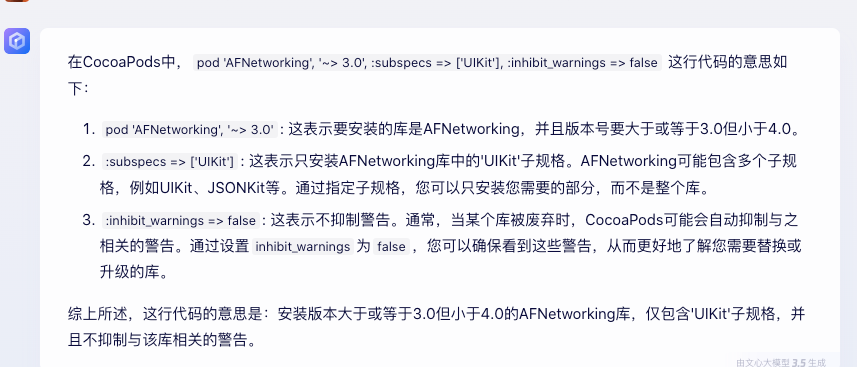 在CocoaPods中， pod 'AFNetworking', '~> 3.0', :subspecs => ['UIKit'], :inhibit_warnings => false 这行代码的意思如
下：
1. pod 'AFNetworking', '~> 3.0' ：这表示要安装的库是AFNetworking，并且版本号要大于或等于3.0但小于4.0。
2. :subspecs => ['UIKit'] ：这表示只安装AFNetworking库中的'UIKit'子规格。AFNetworking可能包含多个子规
格，例如UIKit、JSONKit等。通过指定子规格，您可以只安装您需要的部分，而不是整个库。
3. :inhibit_warnings => false ：这表示不抑制警告。通常，当某个库被废弃时，CocoaPods可能会自动抑制与之
相关的警告。通过设置 inhibit_warnings 为 false ，您可以确保看到这些警告，从而更好地了解您需要替换或
升级的库。
综上所述，这行代码的意思是：安装版本大于或等于3.0但小于4.0的AFNetworking库，仅包含'UIKit'子规格，并
且不抑制与该库相关的警告。
由文心大模型 3.5 生成